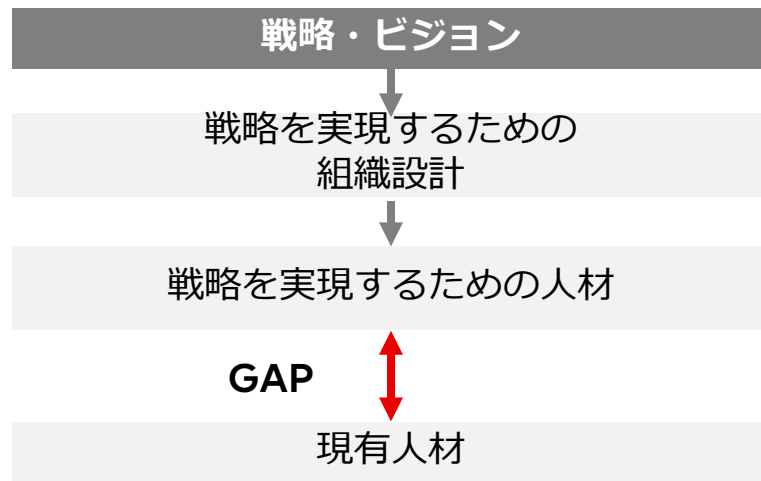 戦略・ビジョン
戦略を実現するための
組織設計
戦略を実現するための人材
GAP
現有人材